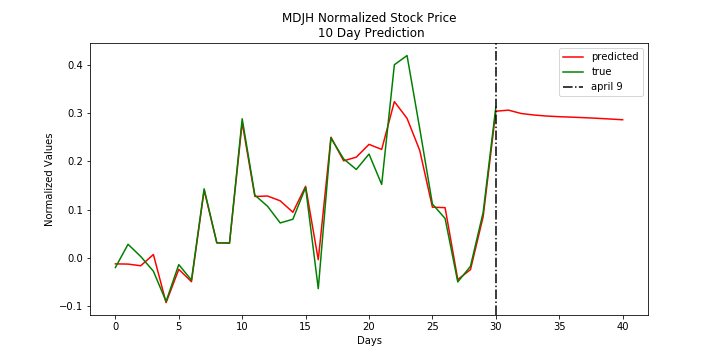 MDJH Normalized Stock Price
10 Day Prediction
predicted
true
april 9
Normalized Values
0.4
0.3
0.2
0.1
0.0
−0.1
0 5 10 15 20 25 30 35 40
Days